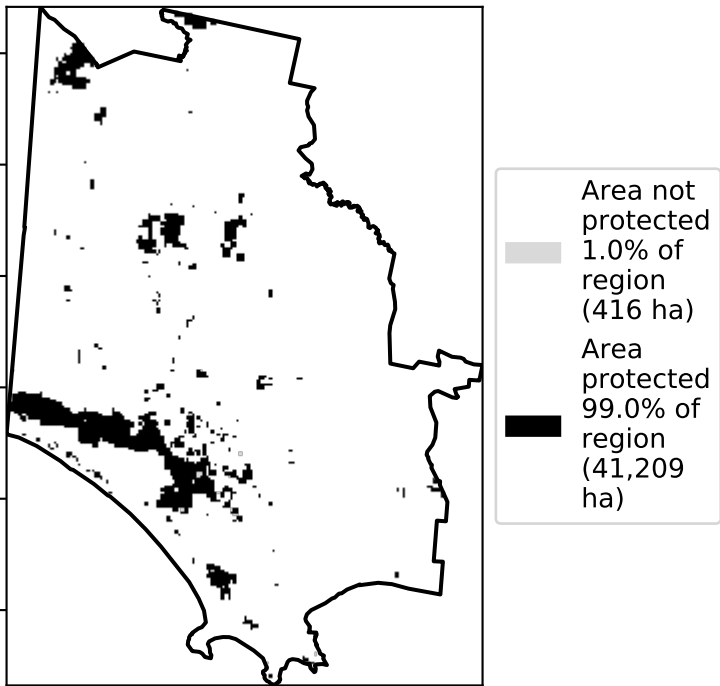 Area not
protected
1.0% of
region
(416 ha)
Area
protected
99.0% of
region
(41,209
ha)